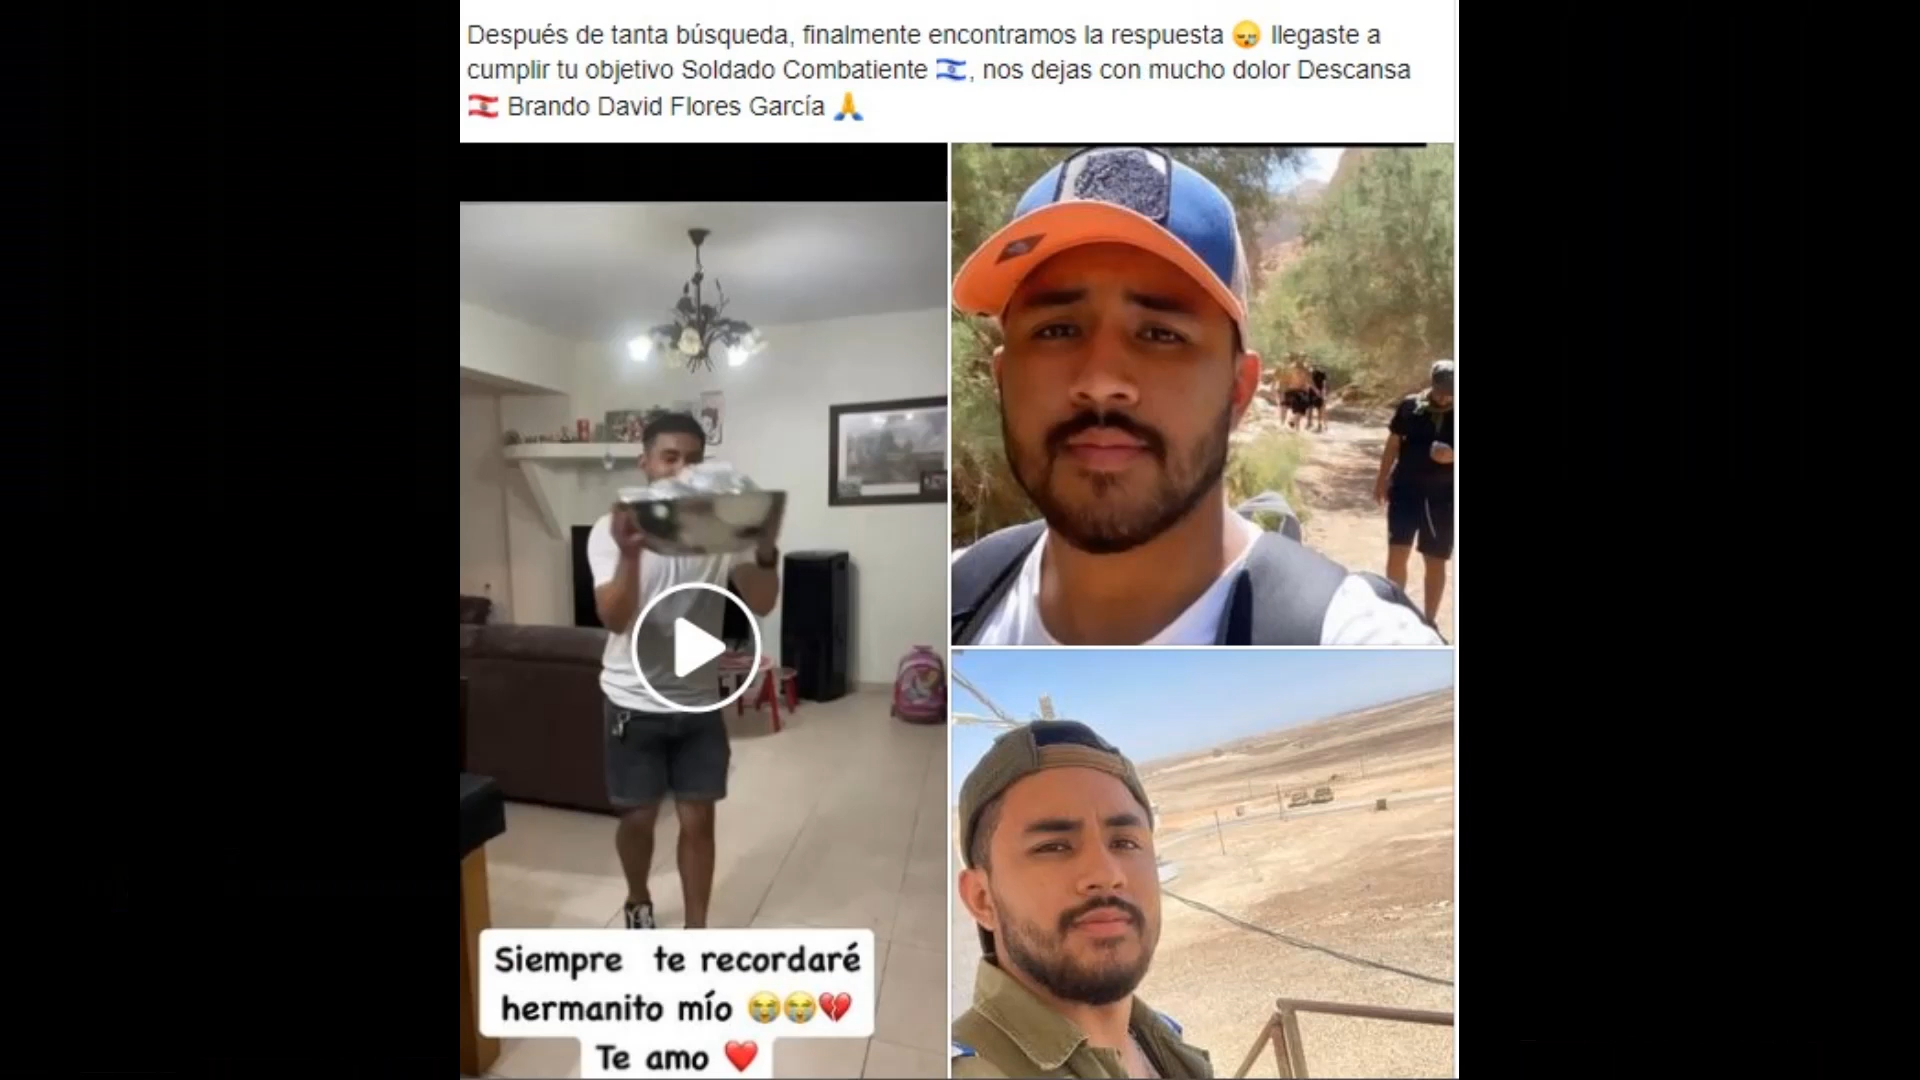 Después de tanta búsqueda, finalmente encontramos la respuesta 😪 llegaste a
cumplir tu objetivo Soldado Combatiente 🇮🇱, nos dejas con mucho dolor Descansa
🇵🇪 Brando David Flores García 🙏
Siempre te recordaré
hermanito mío 😭😭💔
Te amo ❤️